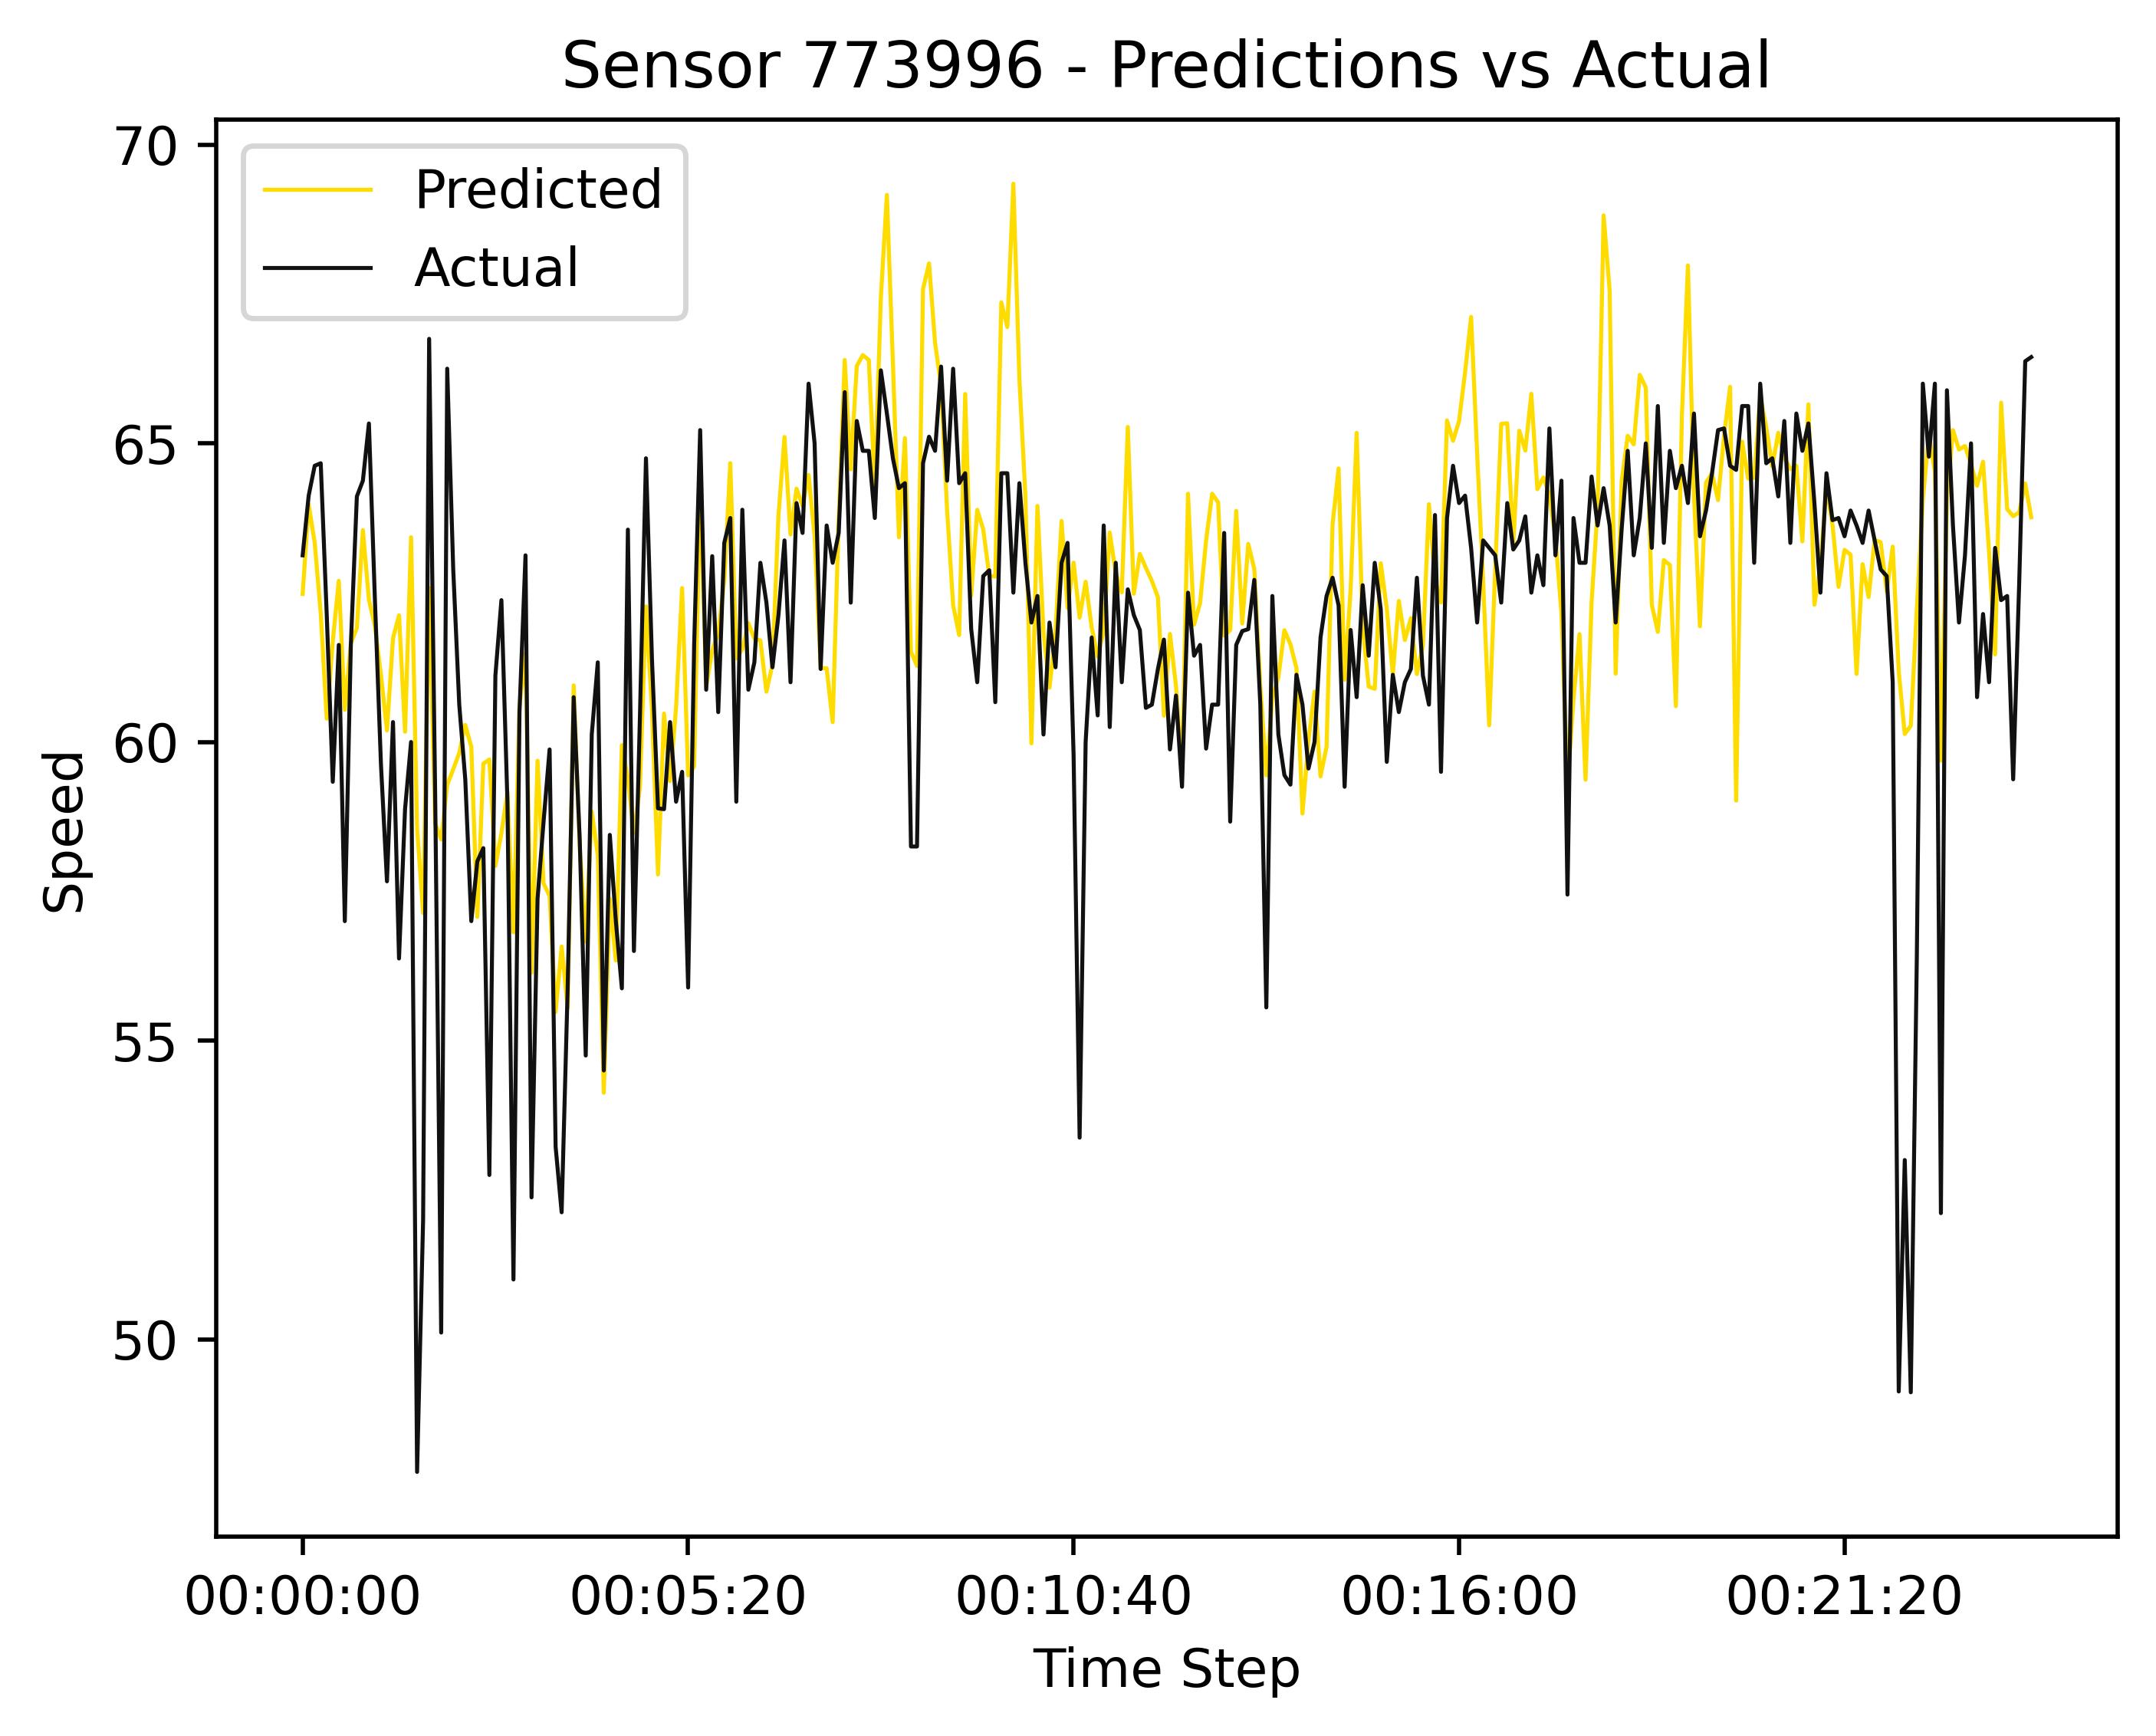 Sensor 773996 - Predictions vs Actual
Predicted
Actual
70
65
60
55
50
Speed
00:00:00 00:05:20 00:10:40 00:16:00 00:21:20
Time Step